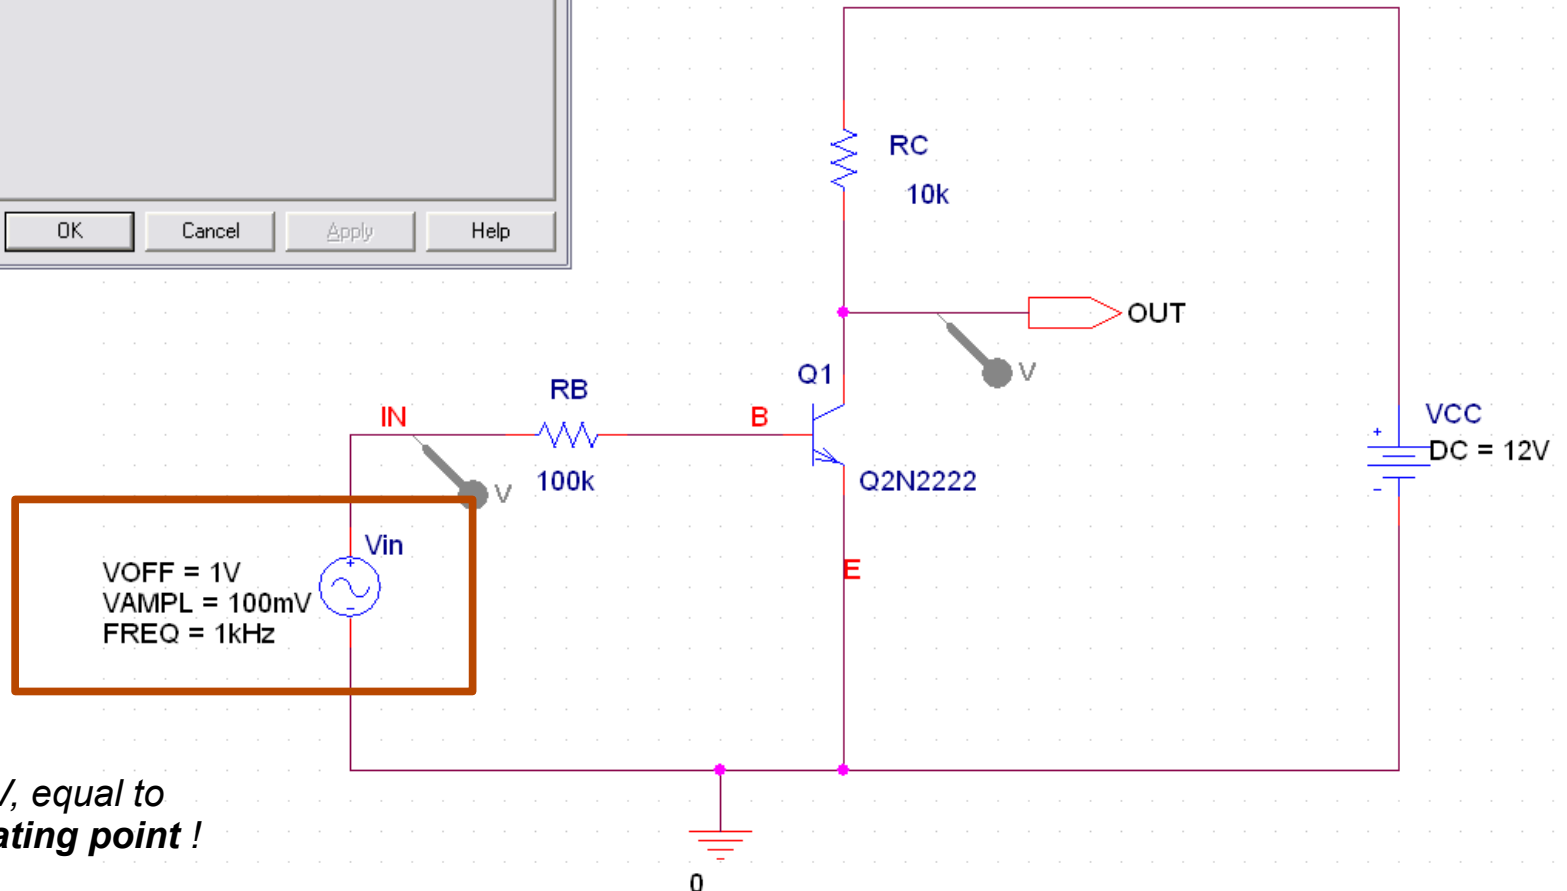 OK Cancel Apply Help
RC
10k
OUT
V
Q1
RB
IN
B
100k
V
Q2N2222
VCC
+
DC = 12V
-
Vin
+
-
VOFF = 1V
VAMPL = 100mV
FREQ = 1kHz
E
V, equal to
ating point !
0